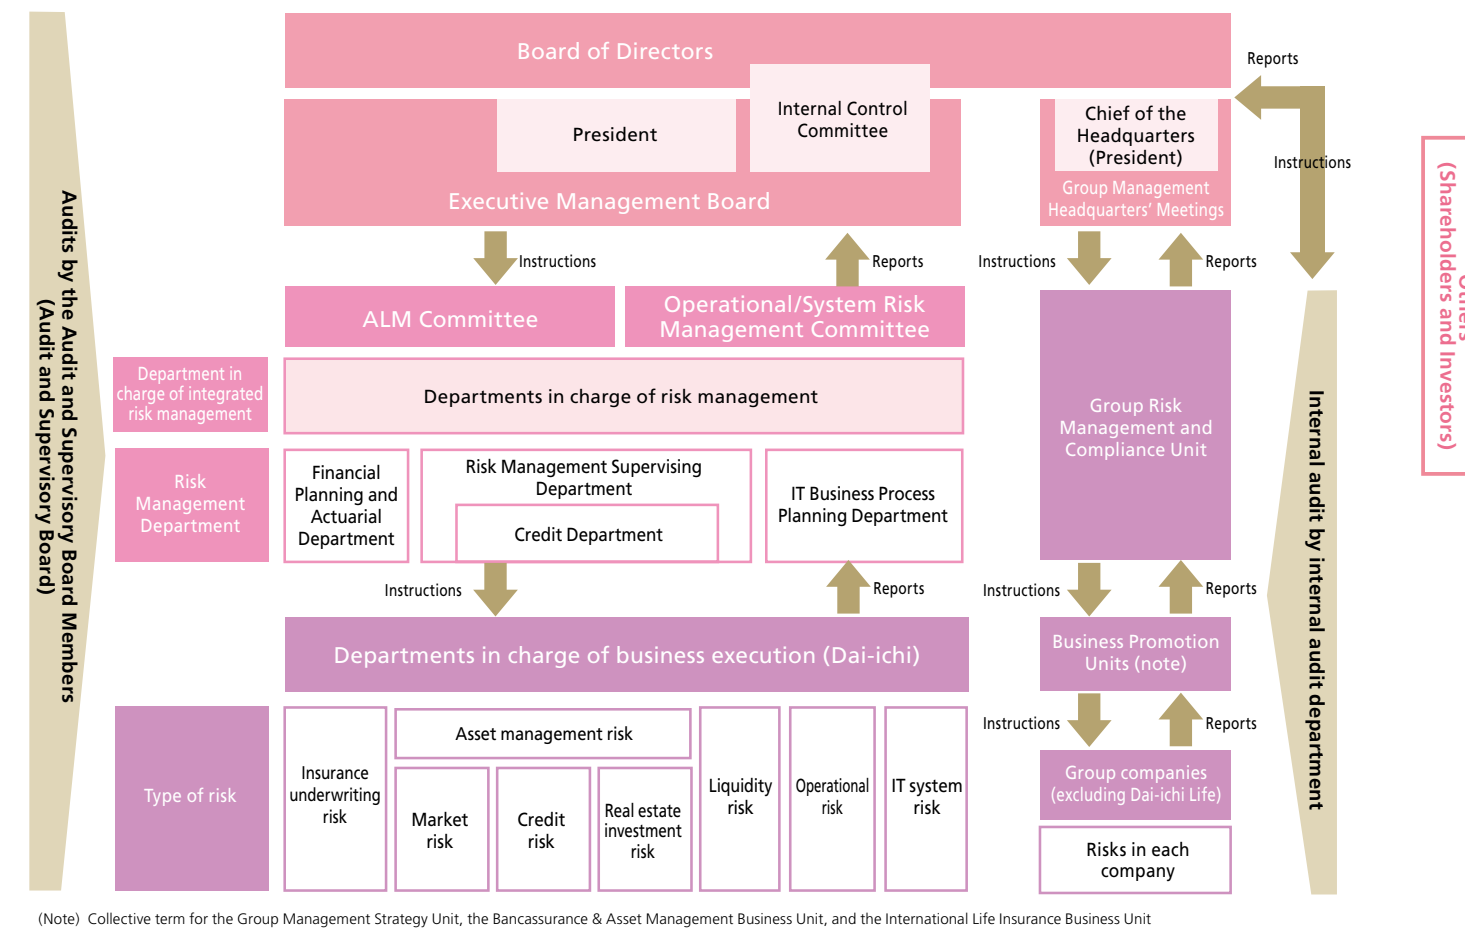 Board of Directors
Reports
Internal Control
Committee
President
Chief of the
Headquarters
(President)
Instructions
Executive Management Board
Group Management
Headquarters’ Meetings
Instructions
Reports
Instructions
Reports
ALM Committee
Operational/System Risk
Management Committee
Department in
charge of integrated
risk management
Departments in charge of risk management
Group Risk
Management and
Compliance Unit
Risk
Management
Department
Financial
Planning and
Actuarial
Department
Risk Management Supervising
Department
Credit Department
IT Business Process
Planning Department
Instructions
Reports
Instructions
Reports
Departments in charge of business execution (Dai-ichi)
Business Promotion
Units (note)
Instructions
Reports
Type of risk
Insurance
underwriting
risk
Asset management risk
Market
risk
Credit
risk
Real estate
investment
risk
Liquidity
risk
Operational
risk
IT system
risk
Group companies
(excluding Dai-ichi Life)
Risks in each
company
Audits by the Audit and Supervisory Board Members
(Audit and Supervisory Board)
Internal audit by internal audit department
(Shareholders and Investors)
(Note) Collective term for the Group Management Strategy Unit, the Bancassurance & Asset Management Business Unit, and the International Life Insurance Business Unit